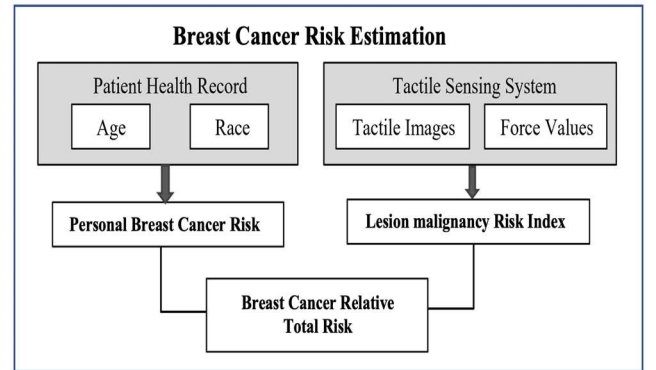 Breast Cancer Risk Estimation
Patient Health Record
Age
Race
Tactile Sensing System
Tactile Images
Force Values
Personal Breast Cancer Risk
Lesion malignancy Risk Index
Breast Cancer Relative
Total Risk